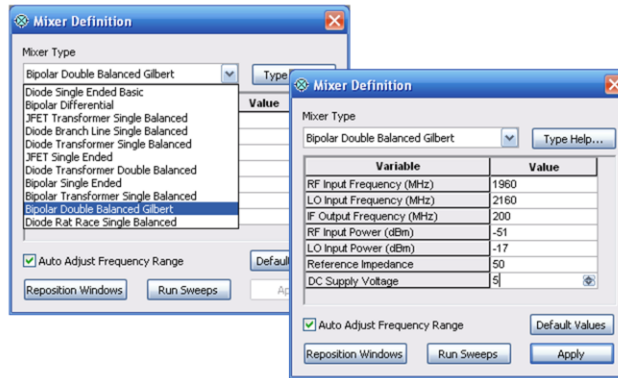 Mixer Definition
Mixer Type
Bipolar Double Balanced Gilbert
Type
Value
Diode Single Ended Basic
Bipolar Differential
JFET Transformer Single Balanced
Diode Branch Line Single Balanced
Diode Transformer Single Balanced
JFET Single Ended
Diode Transformer Double Balanced
Bipolar Single Ended
Bipolar Transformer Single Balanced
Bipolar Double Balanced Gilbert
Diode Rat Race Single Balanced
Auto Adjust Frequency Range
Default
Reposition Windows Run Sweeps Ap
Mixer Definition
Mixer Type
Bipolar Double Balanced Gilbert Type Help...
Variable Value
RF Input Frequency (MHz) 1960
LO Input Frequency (MHz) 2160
IF Output Frequency (MHz) 200
RF Input Power (dBm) -51
LO Input Power (dBm) -17
Reference Impedance 50
DC Supply Voltage 5
Auto Adjust Frequency Range Default Values
Reposition Windows Run Sweeps Apply